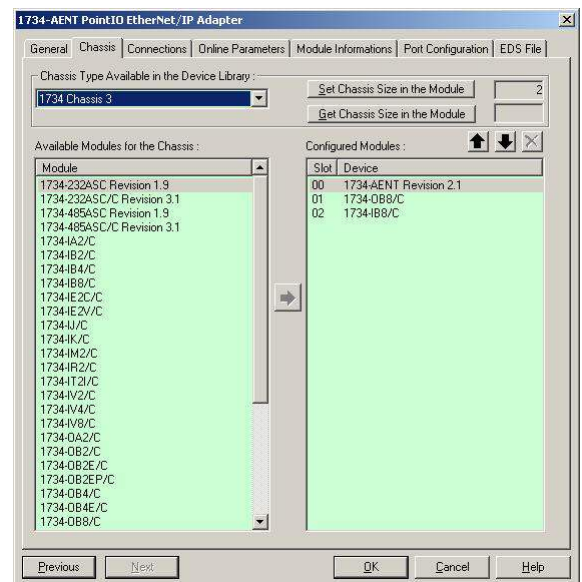 1734-AENT PointIO EtherNet/IP Adapter
General Chassis Connections Online Parameters Module Informations Port Configuration EDS File
Chassis Type Available in the Device Library :
1734 Chassis 3
Set Chassis Size in the Module 2
Get Chassis Size in the Module
Available Modules for the Chassis :
Module
1734-232ASC Revision 1.9
1734-232ASC/C Revision 3.1
1734-485ASC Revision 1.9
1734-485ASC/C Revision 3.1
1734-IA2/C
1734-IB2/C
1734-IB4/C
1734-IB8/C
1734-IE2C/C
1734-IE2V/C
1734-IJ/C
1734-IK/C
1734-IM2/C
1734-IR2/C
1734-IT2I/C
1734-IV2/C
1734-IV4/C
1734-IV8/C
1734-OA2/C
1734-OB2/C
1734-OB2E/C
1734-OB2EP/C
1734-OB4/C
1734-OB4E/C
1734-OB8/C
Configured Modules :
Slot Device
00 1734-AENT Revision 2.1
01 1734-OB8/C
02 1734-IB8/C
Previous Next OK Cancel Help